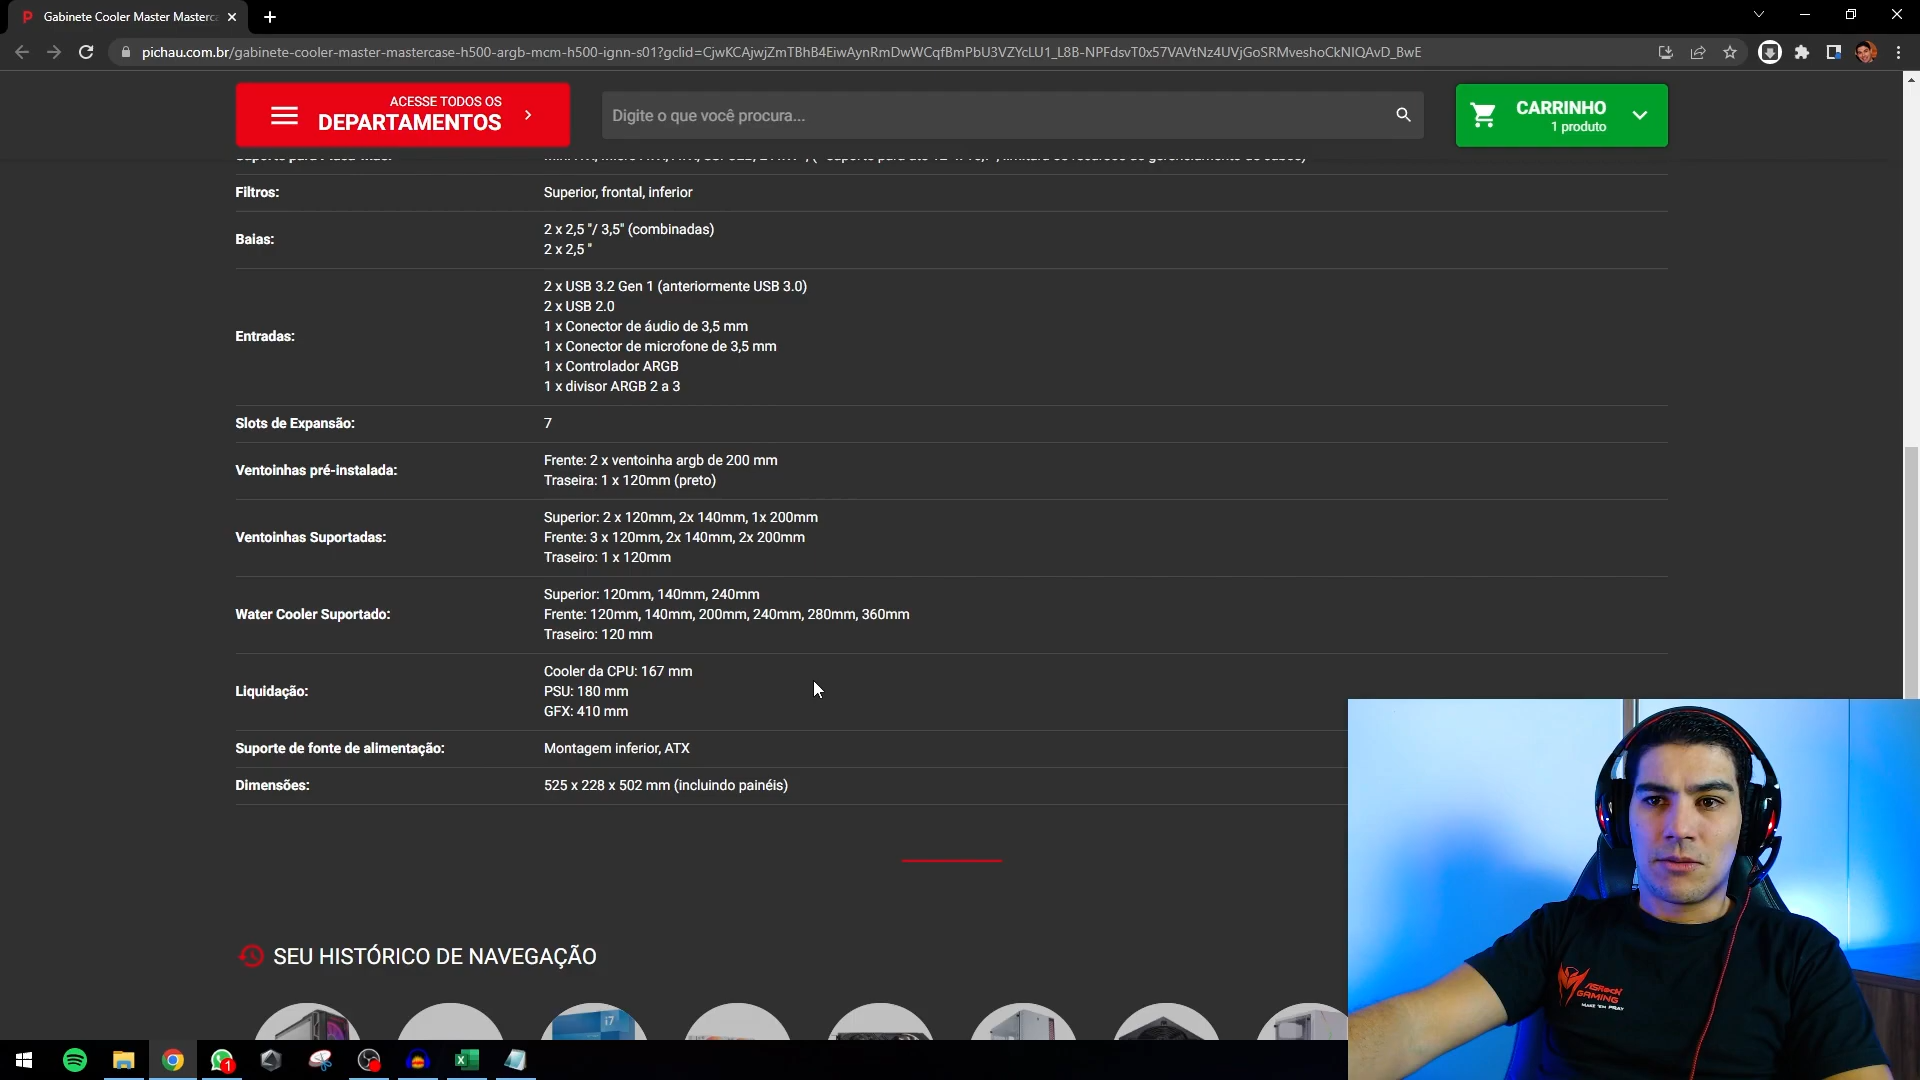 Gabinete Cooler Master Masterca
pichau.com.br/gabinete-cooler-master-mastercase-h500-argb-mcm-h500-ignn-s01?gclid=CjwKCAjwjZmTBhB4EiwAynRmDwWCqfBmPbU3VZYcLU1_L8B-NPFdsvT0x57VAVtNz4UVjGoSRMveshoCkNIQAvD_BwE
ACESSE TODOS OS
DEPARTAMENTOS
Digite o que você procura...
CARRINHO
1 produto
Filtros:
Superior, frontal, inferior
Baias:
2 x 2,5 "/ 3,5" (combinadas)
2 x 2,5 "
Entradas:
2 x USB 3.2 Gen 1 (anteriormente USB 3.0)
2 x USB 2.0
1 x Conector de áudio de 3,5 mm
1 x Conector de microfone de 3,5 mm
1 x Controlador ARGB
1 x divisor ARGB 2 a 3
Slots de Expansão:
7
Ventoinhas pré-instalada:
Frente: 2 x ventoinha argb de 200 mm
Traseira: 1 x 120mm (preto)
Ventoinhas Suportadas:
Superior: 2 x 120mm, 2x 140mm, 1x 200mm
Frente: 3 x 120mm, 2x 140mm, 2x 200mm
Traseiro: 1 x 120mm
Water Cooler Suportado:
Superior: 120mm, 140mm, 240mm
Frente: 120mm, 140mm, 200mm, 240mm, 280mm, 360mm
Traseiro: 120 mm
Liquidação:
Cooler da CPU: 167 mm
PSU: 180 mm
GFX: 410 mm
Suporte de fonte de alimentação:
Montagem inferior, ATX
Dimensões:
525 x 228 x 502 mm (incluindo painéis)
SEU HISTÓRICO DE NAVEGAÇÃO
i7
1
ASRock
GAMING
MAKE 'EM PRAY